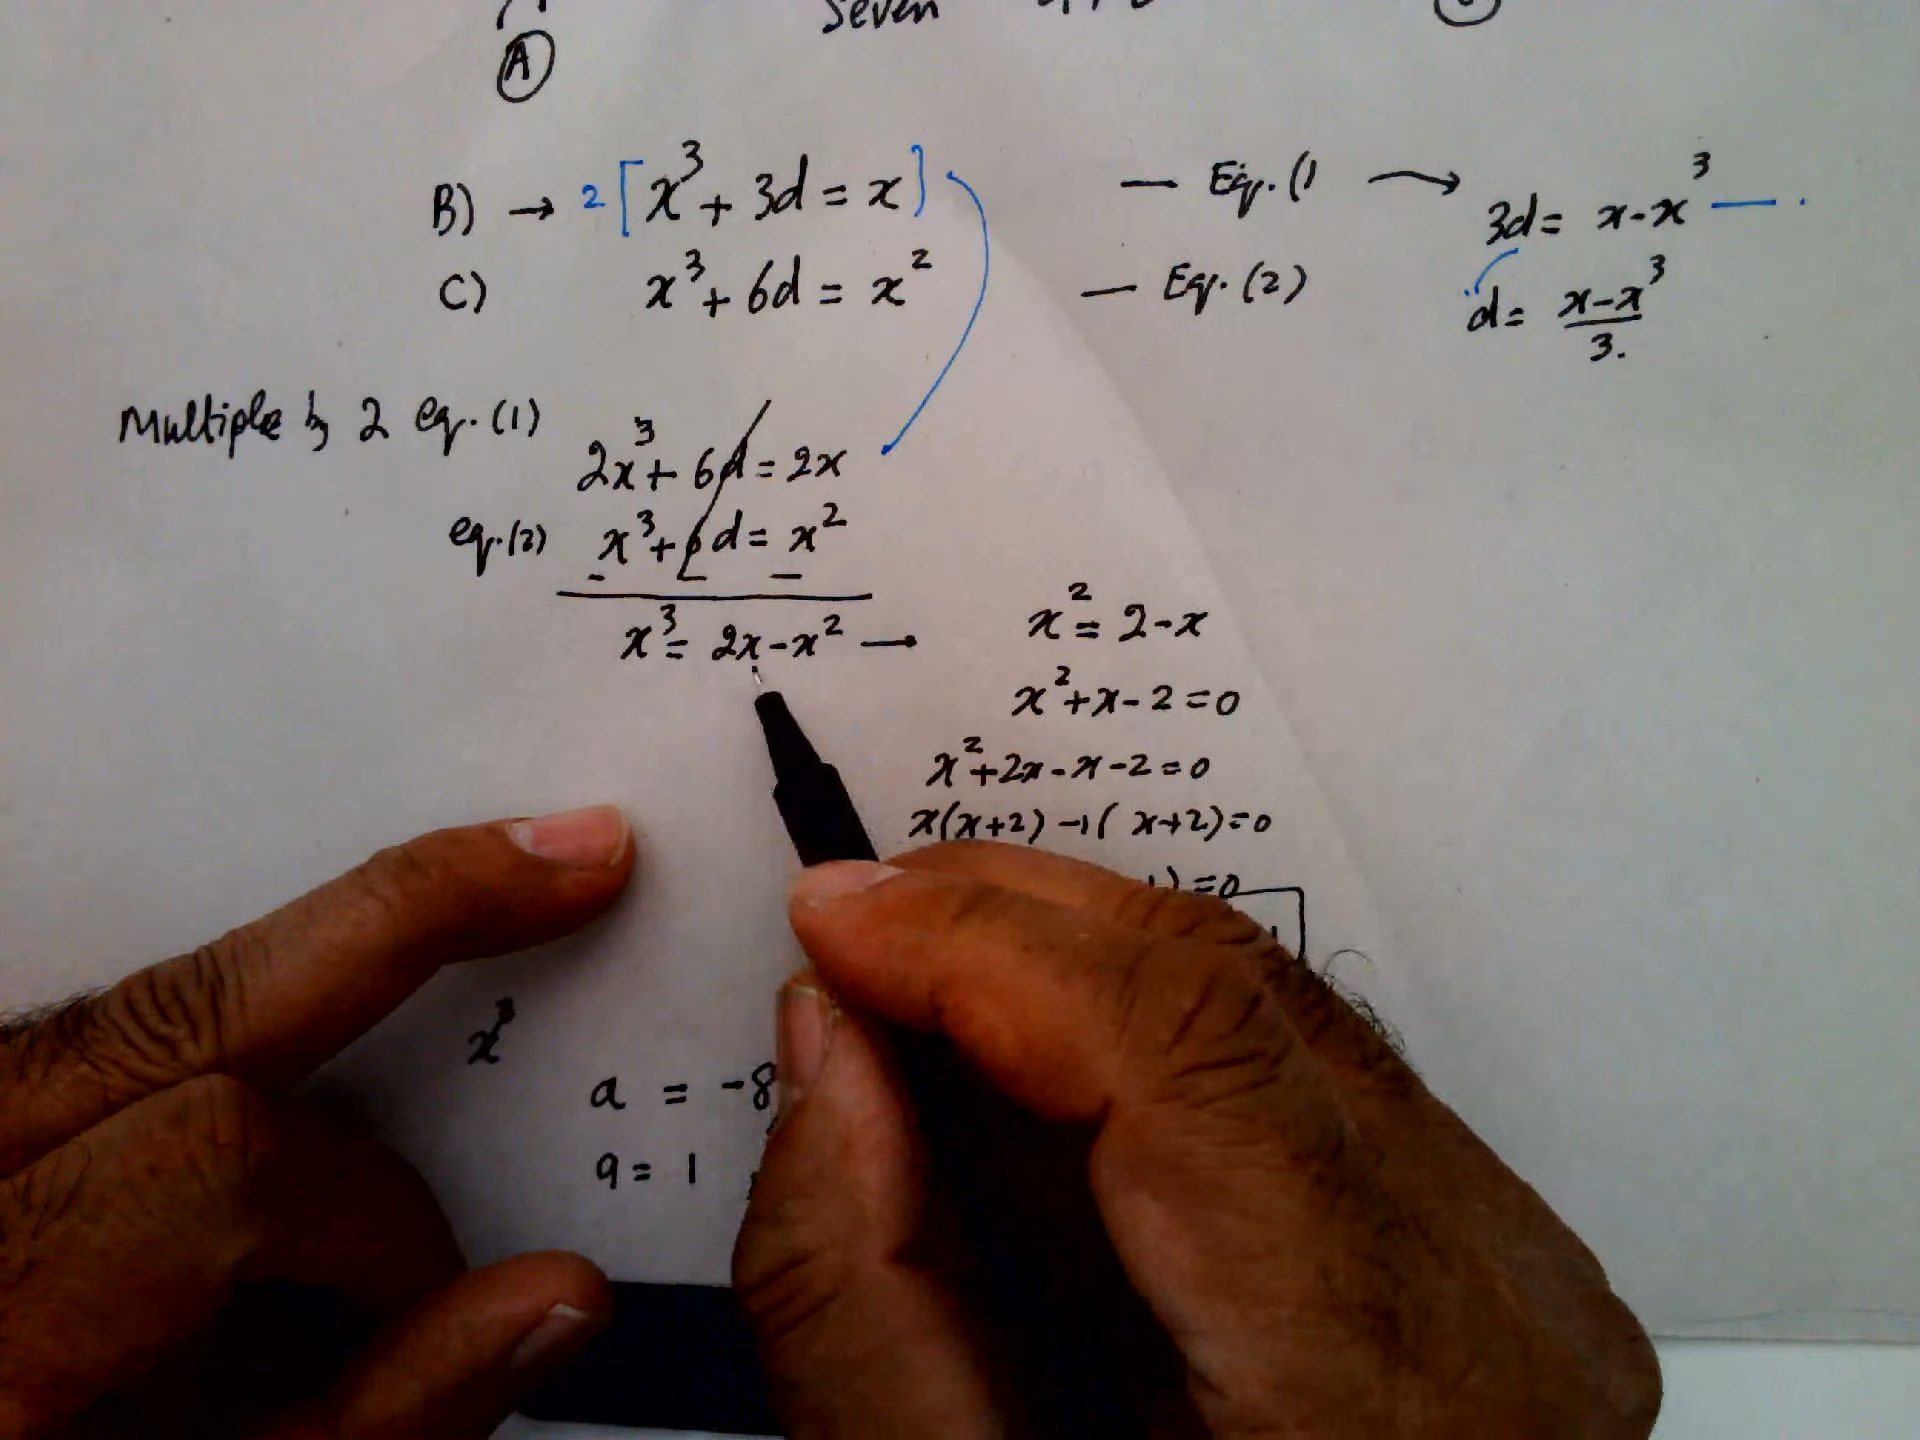 Seven
A
B) → 2[x³ + 3d = x] — Eq. (1 → 3d = x - x³ —
C) x³ + 6d = x² — Eq. (2) d = (x - x³)/3.
Multiple by 2 eq. (1)
2x³ + 6d = 2x
eq. (2) x³ + 6d = x²
- - -
x³ = 2x - x² → x² = 2 - x
x² + x - 2 = 0
x² + 2x - x - 2 = 0
x(x+2) -1(x+2) = 0
) = 0
x³
a = -8
a = 1